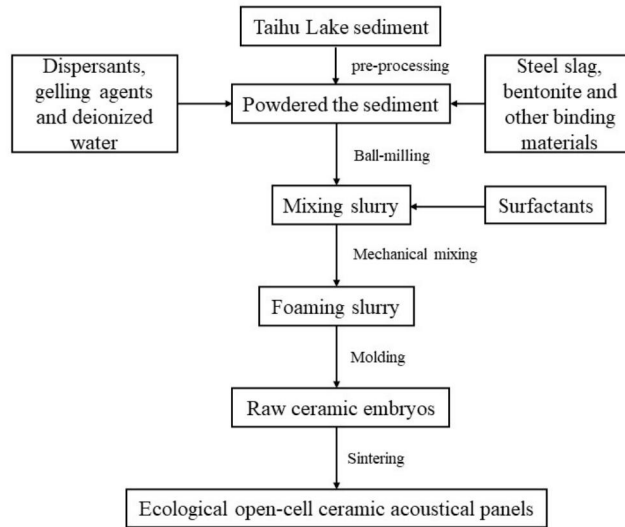 Taihu Lake sediment
pre-processing
Dispersants,
gelling agents
and deionized
water
Powdered the sediment
Steel slag,
bentonite and
other binding
materials
Ball-milling
Mixing slurry
Surfactants
Mechanical mixing
Foaming slurry
Molding
Raw ceramic embryos
Sintering
Ecological open-cell ceramic acoustical panels